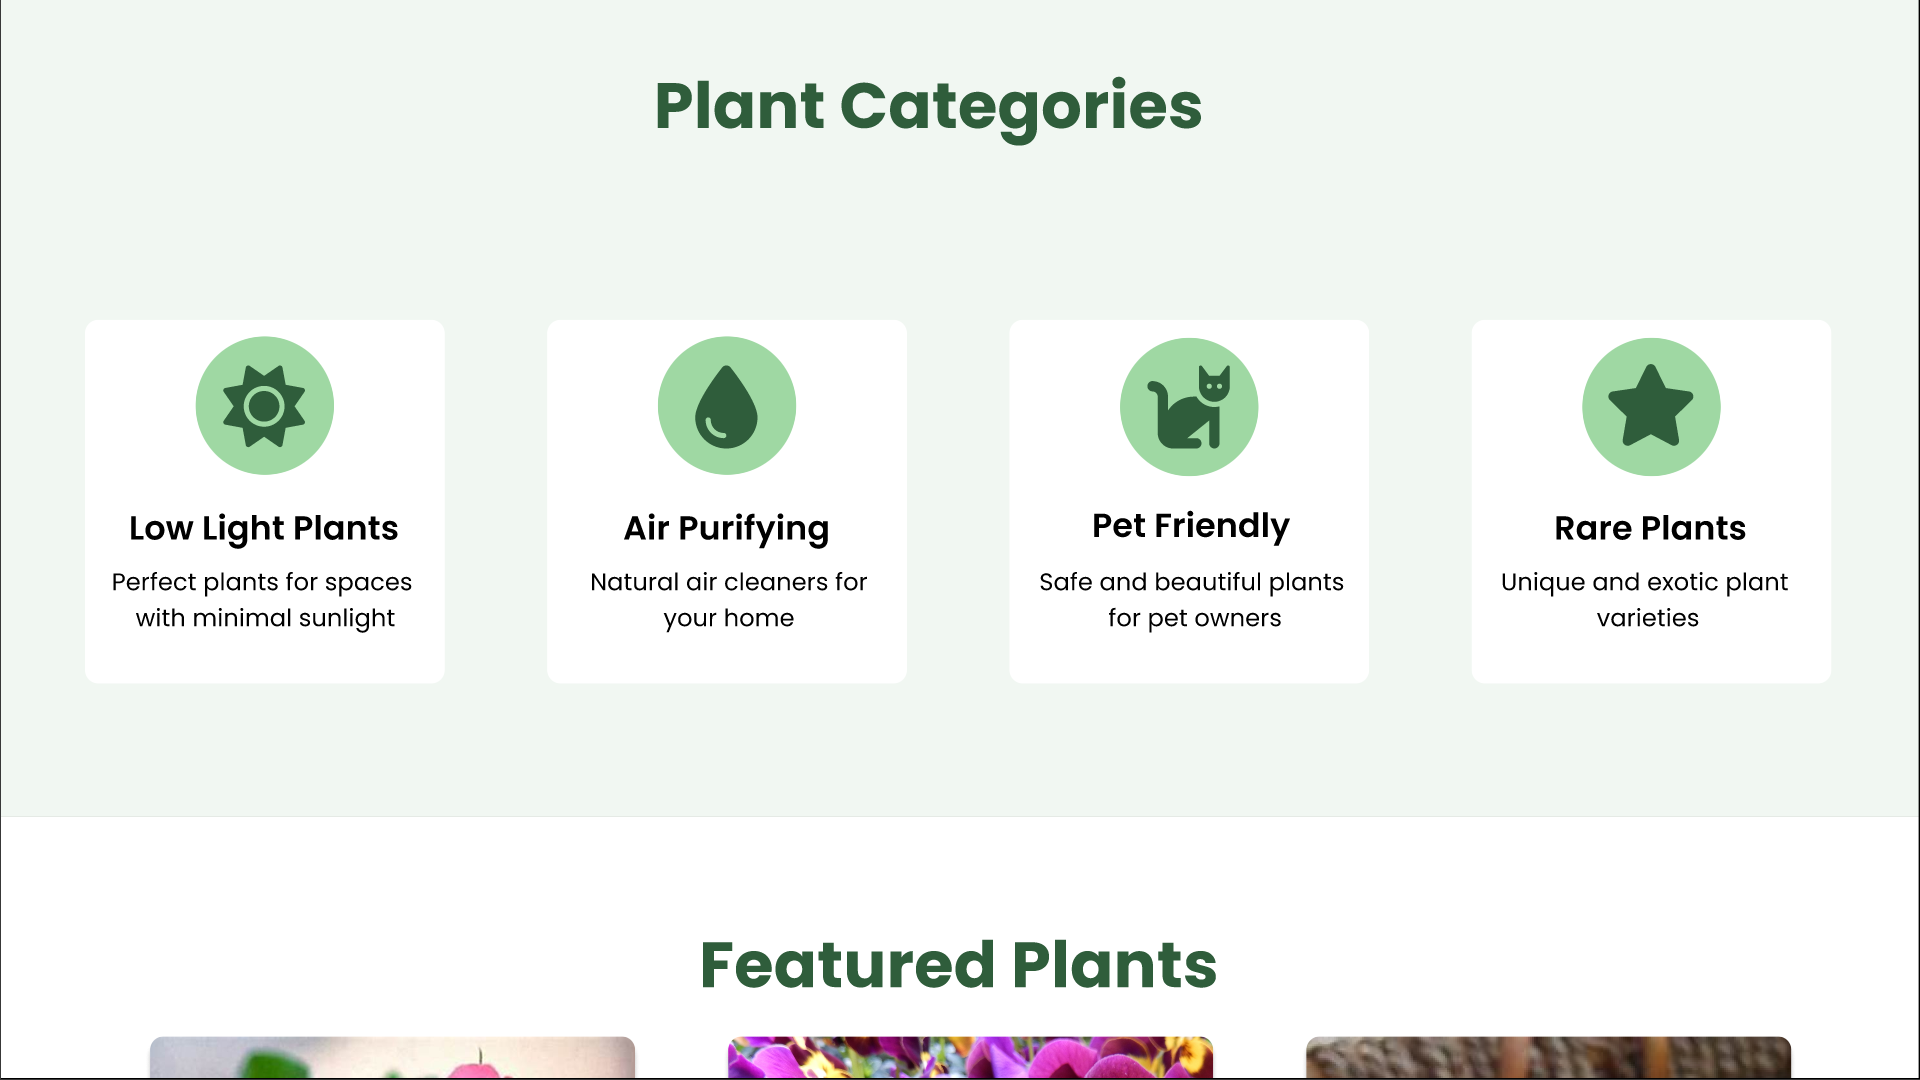 Plant Categories
Low Light Plants
Perfect plants for spaces
with minimal sunlight
Air Purifying
Natural air cleaners for
your home
Pet Friendly
Safe and beautiful plants
for pet owners
Rare Plants
Unique and exotic plant
varieties
Featured Plants